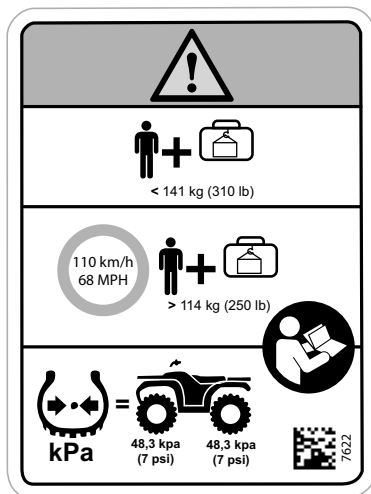 !
+
< 141 kg (310 lb)
110 km/h
68 MPH
+
> 114 kg (250 lb)
kPa
=
48,3 kpa
(7 psi)
48,3 kpa
(7 psi)
7622